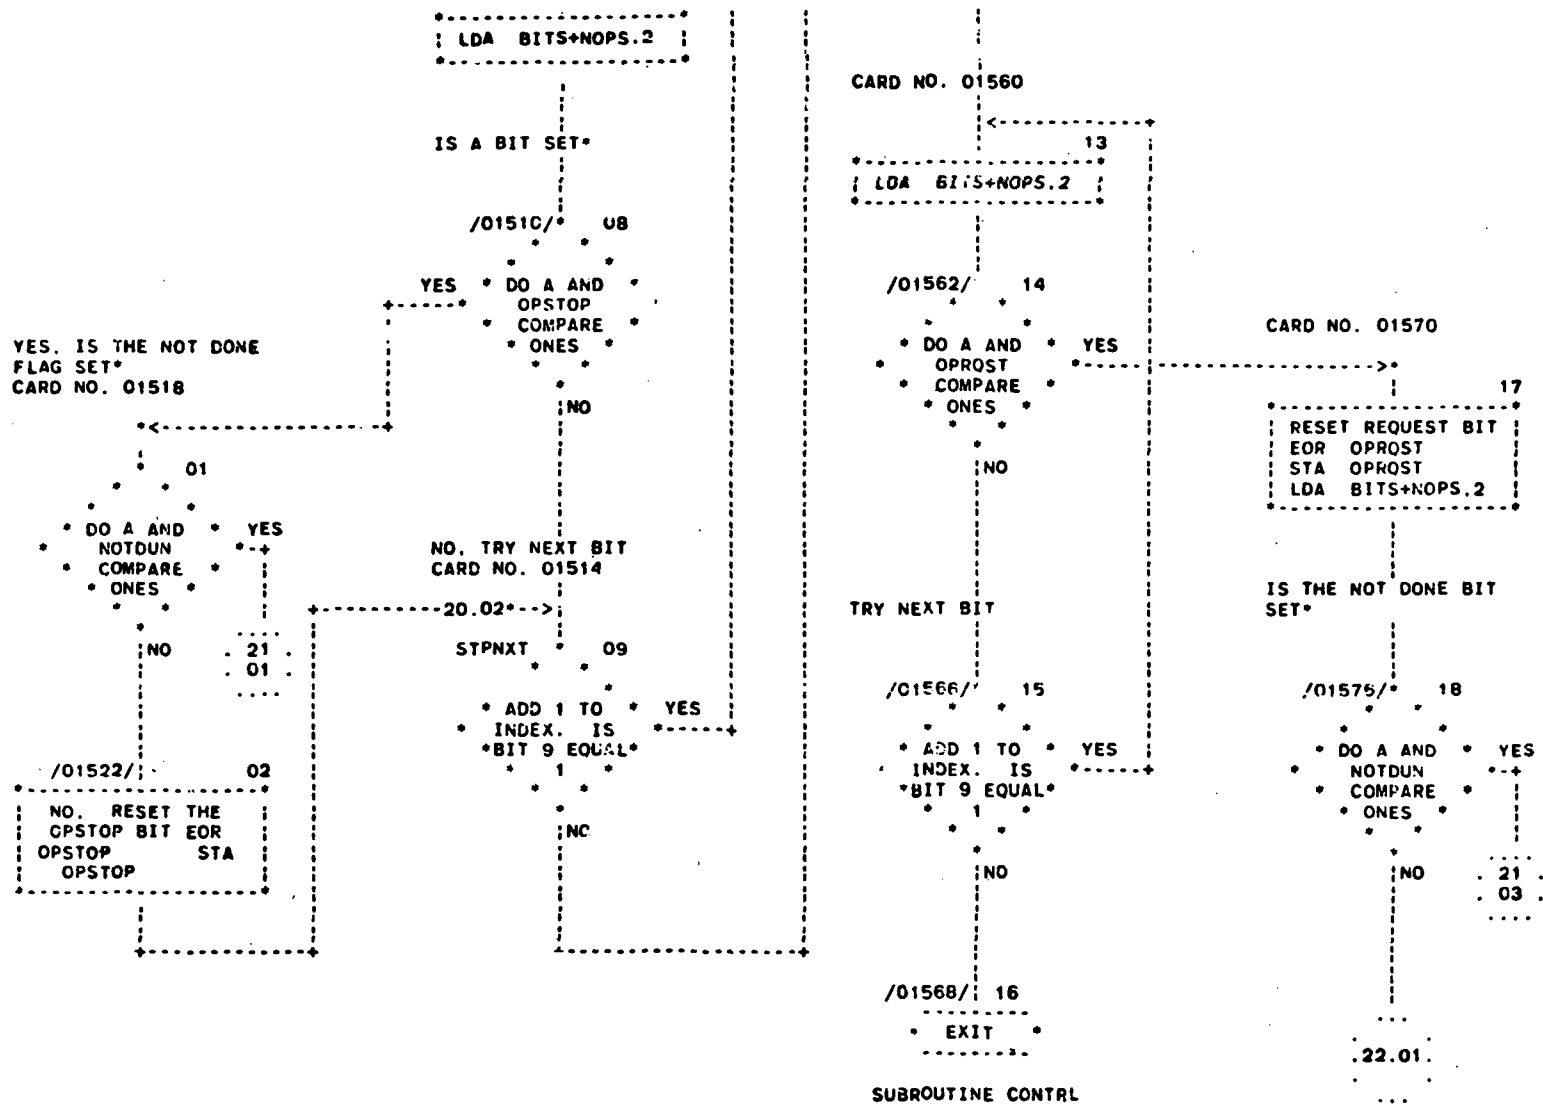 LDA BITS+NOPS.2
IS A BIT SET*
/01510/ 08
YES
DO A AND
OPSTOP
COMPARE
ONES
NO
YES, IS THE NOT DONE
FLAG SET*
CARD NO. 01518
01
DO A AND
NOTDUN
COMPARE
ONES
YES
21
01
NO
/01522/ 02
NO. RESET THE
OPSTOP BIT EOR
OPSTOP STA
OPSTOP
NO, TRY NEXT BIT
CARD NO. 01514
20.02*
STPNXT 09
ADD 1 TO
INDEX. IS
BIT 9 EQUAL*
1
YES
NO
CARD NO. 01560
13
LDA BITS+NOPS.2
/01562/ 14
DO A AND
OPRQST
COMPARE
ONES
YES
NO
TRY NEXT BIT
/01566/ 15
ADD 1 TO
INDEX. IS
BIT 9 EQUAL*
1
YES
NO
/01568/ 16
EXIT
SUBROUTINE CONTRL
CARD NO. 01570
17
RESET REQUEST BIT
EOR OPRQST
STA OPRQST
LDA BITS+NOPS.2
IS THE NOT DONE BIT
SET*
/01575/ 18
DO A AND
NOTDUN
COMPARE
ONES
YES
21
03
NO
22.01